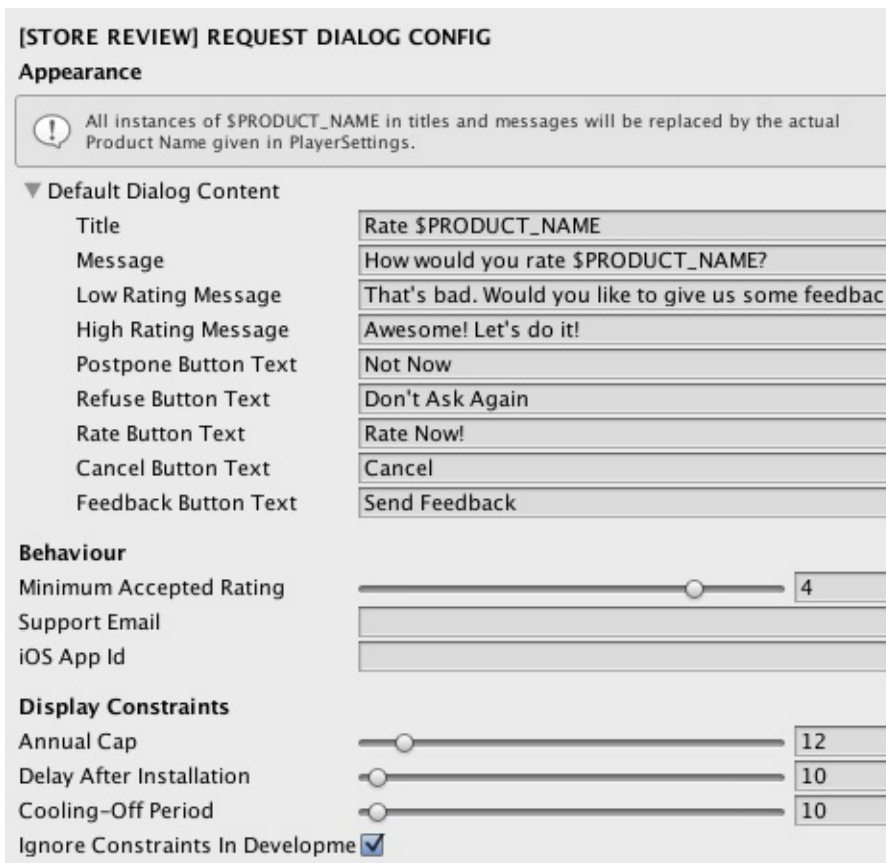 [STORE REVIEW] REQUEST DIALOG CONFIG
Appearance
All instances of $PRODUCT_NAME in titles and messages will be replaced by the actual
Product Name given in PlayerSettings.
Default Dialog Content
Title Rate $PRODUCT_NAME
Message How would you rate $PRODUCT_NAME?
Low Rating Message That's bad. Would you like to give us some feedbac
High Rating Message Awesome! Let's do it!
Postpone Button Text Not Now
Refuse Button Text Don't Ask Again
Rate Button Text Rate Now!
Cancel Button Text Cancel
Feedback Button Text Send Feedback
Behaviour
Minimum Accepted Rating 4
Support Email
iOS App Id
Display Constraints
Annual Cap 12
Delay After Installation 10
Cooling-Off Period 10
Ignore Constraints In Developme